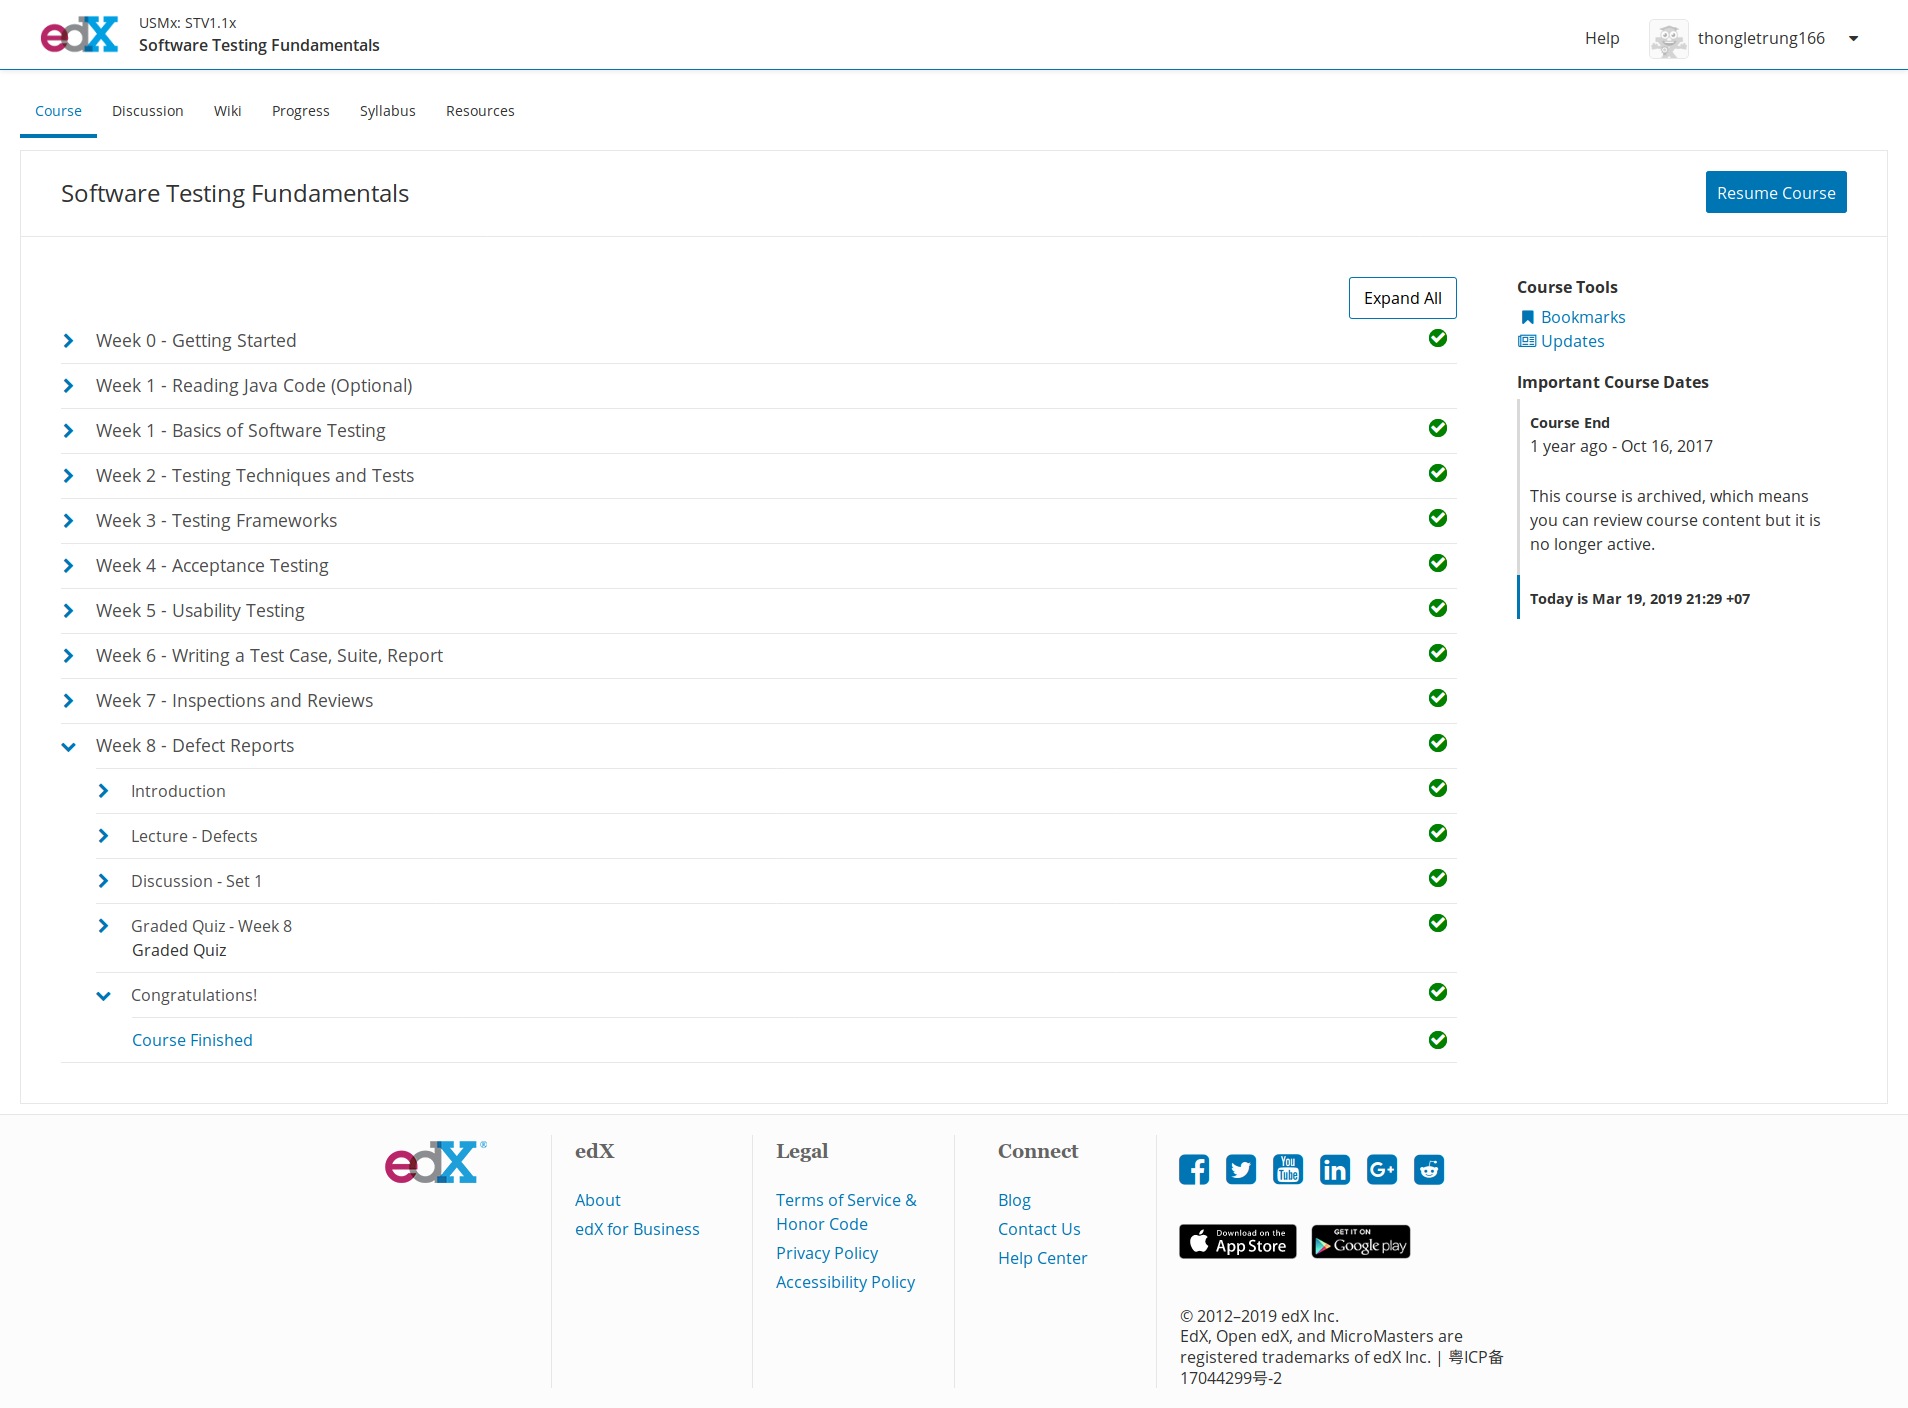 edX
USMx: STV1.1x
Software Testing Fundamentals
Help
thongletrung166
Course
Discussion
Wiki
Progress
Syllabus
Resources
Software Testing Fundamentals
Resume Course
Expand All
Week 0 - Getting Started
Week 1 - Reading Java Code (Optional)
Week 1 - Basics of Software Testing
Week 2 - Testing Techniques and Tests
Week 3 - Testing Frameworks
Week 4 - Acceptance Testing
Week 5 - Usability Testing
Week 6 - Writing a Test Case, Suite, Report
Week 7 - Inspections and Reviews
Week 8 - Defect Reports
Introduction
Lecture - Defects
Discussion - Set 1
Graded Quiz - Week 8
Graded Quiz
Congratulations!
Course Finished
Course Tools
Bookmarks
Updates
Important Course Dates
Course End
1 year ago - Oct 16, 2017
This course is archived, which means
you can review course content but it is
no longer active.
Today is Mar 19, 2019 21:29 +07
edX®
edX
About
edX for Business
Legal
Terms of Service &
Honor Code
Privacy Policy
Accessibility Policy
Connect
Blog
Contact Us
Help Center
You
Tube
in
G+
Download on the
App Store
GET IT ON
Google play
© 2012–2019 edX Inc.
EdX, Open edX, and MicroMasters are
registered trademarks of edX Inc. | 粤ICP备
17044299号-2